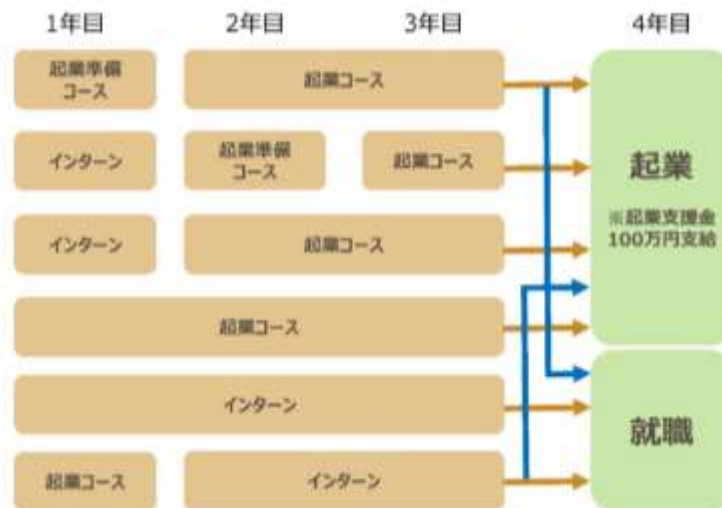 1年目
2年目
3年目
4年目
起業準備
コース
起業コース
インターン
起業準備
コース
起業コース
インターン
起業コース
起業コース
インターン
起業コース
インターン
起業
※起業支援金
100万円支給
就職